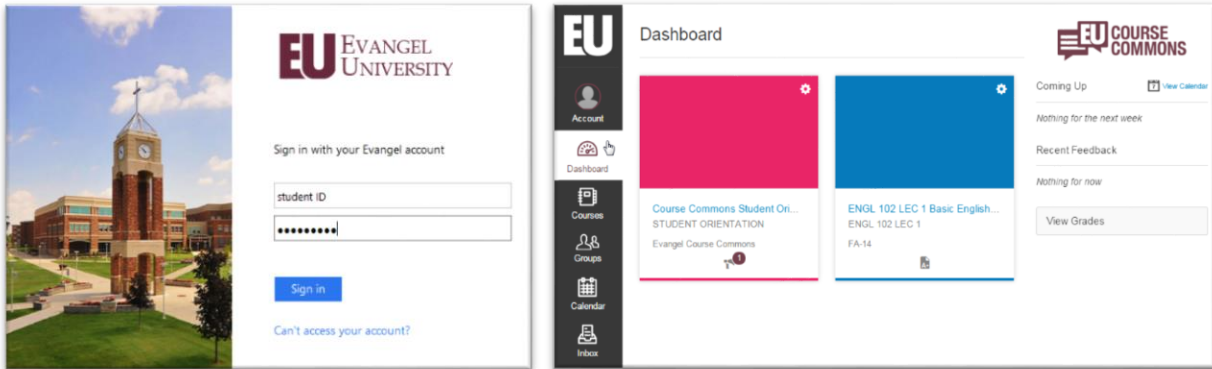 EU EVANGEL
UNIVERSITY
Sign in with your Evangel account
student ID
•••••••••
Sign in
Can't access your account?
EU
Account
Dashboard
Courses
Groups
Calendar
Inbox
Dashboard
Course Commons Student Ori...
STUDENT ORIENTATION
Evangel Course Commons
1
ENGL 102 LEC 1 Basic English...
ENGL 102 LEC 1
FA-14
EU COURSE
COMMONS
Coming Up
7 View Calendar
Nothing for the next week
Recent Feedback
Nothing for now
View Grades